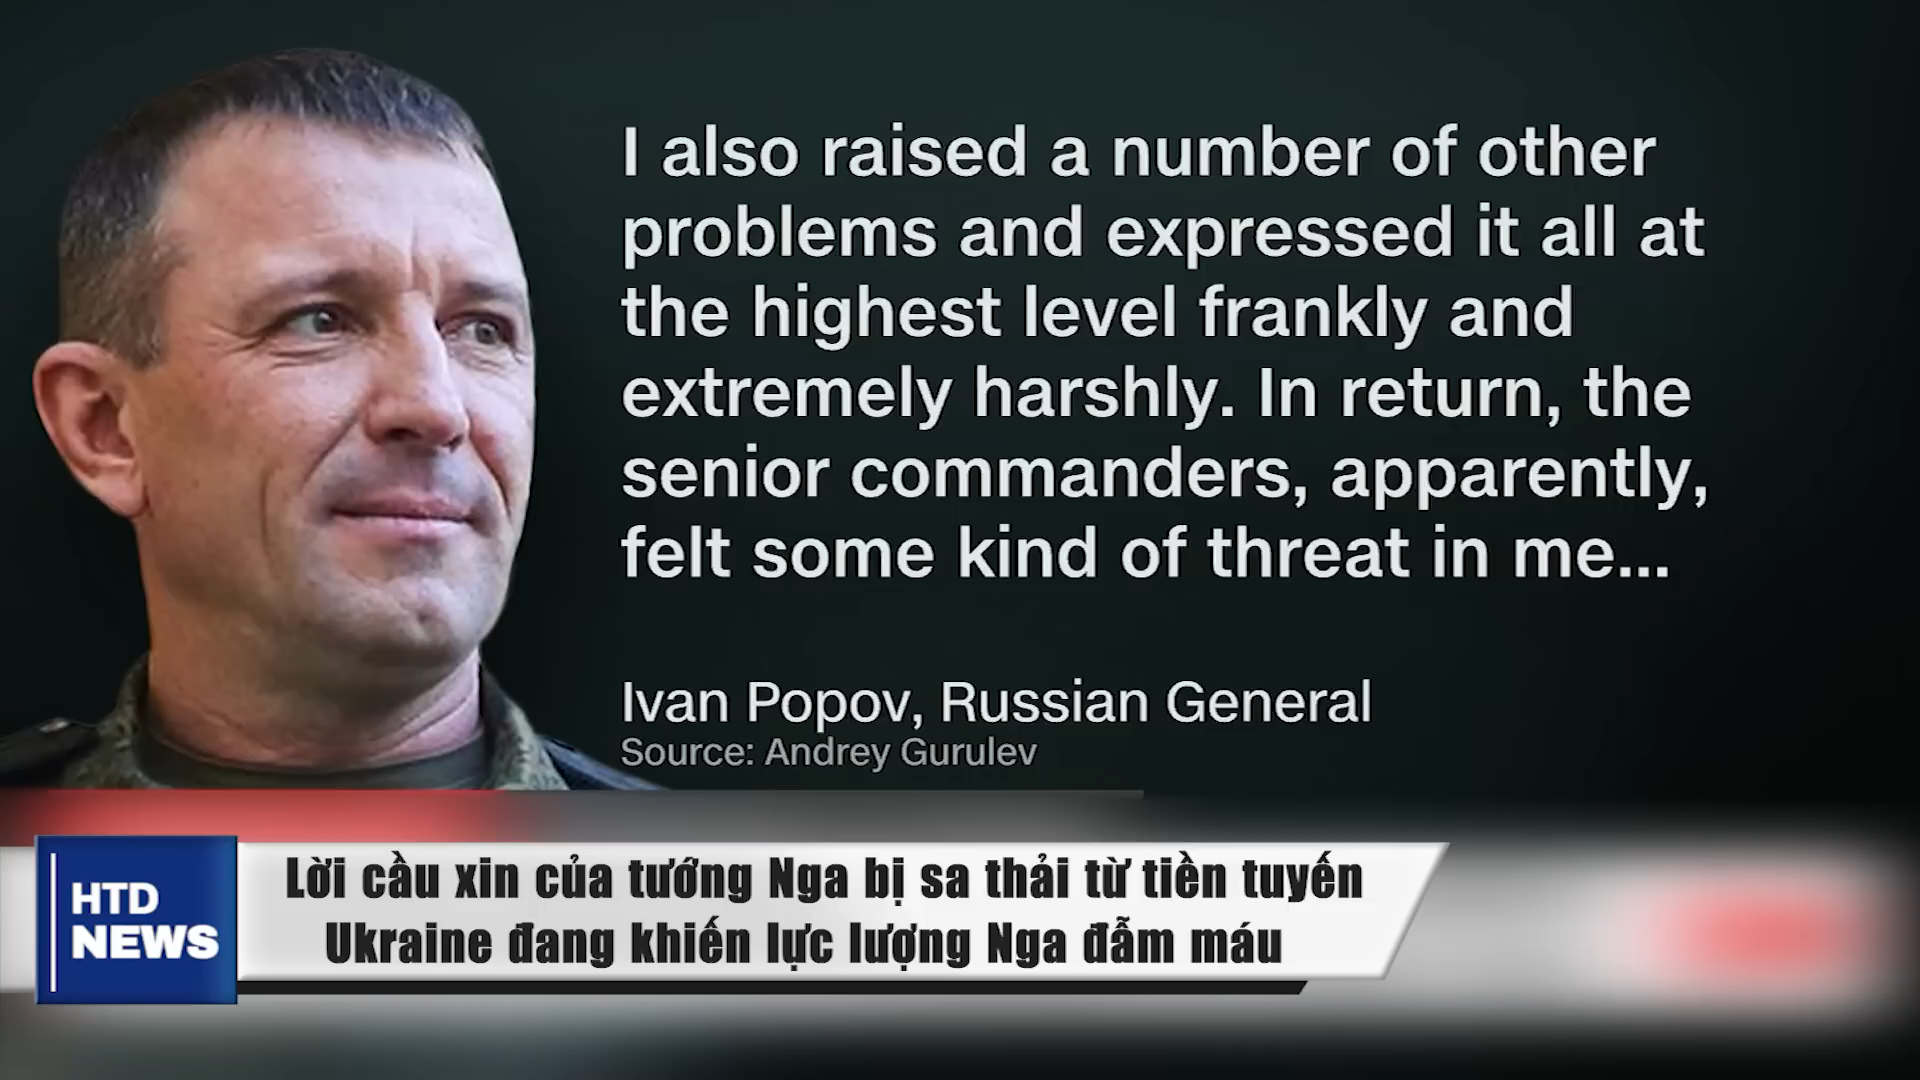 I also raised a number of other
problems and expressed it all at
the highest level frankly and
extremely harshly. In return, the
senior commanders, apparently,
felt some kind of threat in me...
Ivan Popov, Russian General
Source: Andrey Gurulev
HTD
NEWS
Lời cầu xin của tướng Nga bị sa thải từ tiền tuyến
Ukraine đang khiến lực lượng Nga đẫm máu